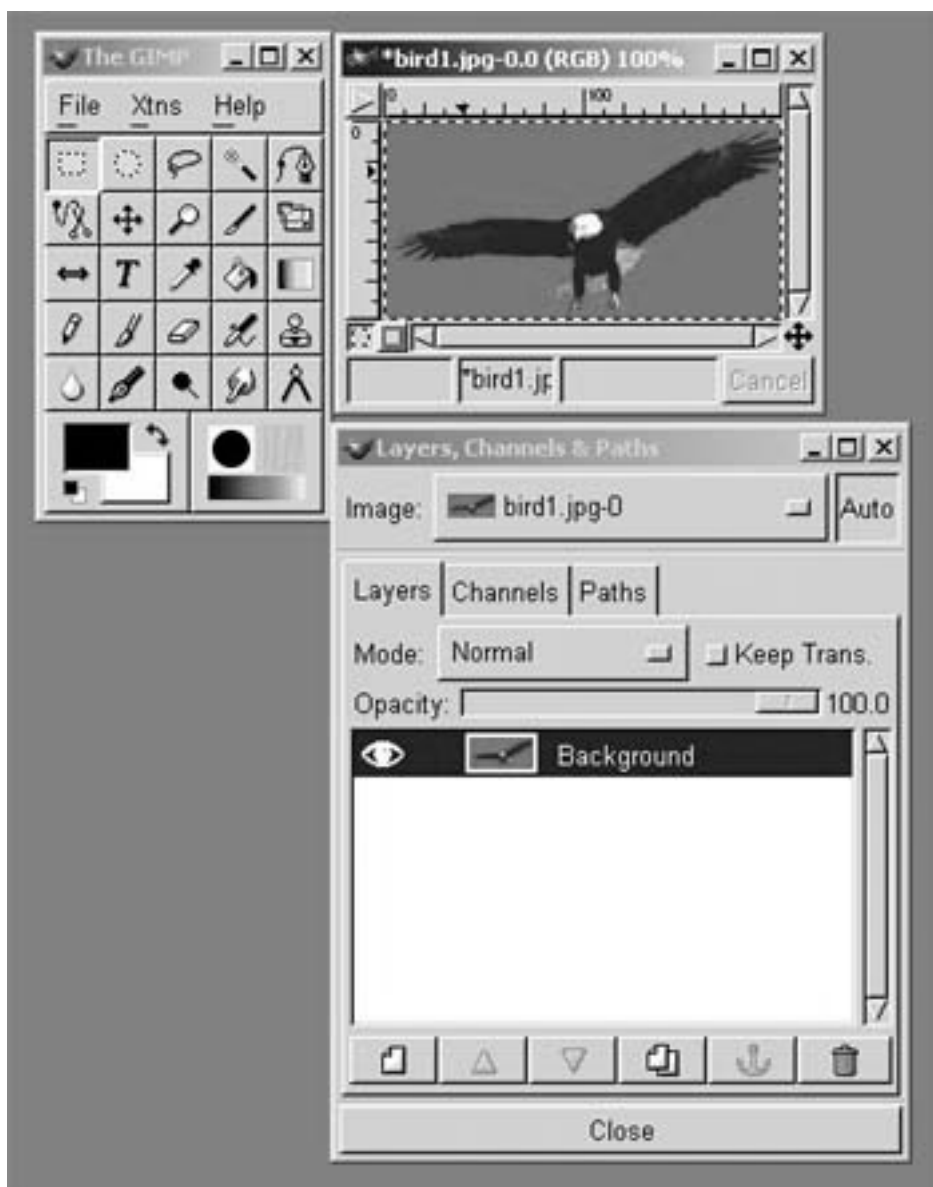 The GIMP
File Xtns Help
T
*bird1.jpg-0.0 (RGB) 100%
0 100
0
*bird1.jp
Cancel
Layers, Channels & Paths
Image: bird1.jpg-0 Auto
Layers Channels Paths
Mode: Normal Keep Trans.
Opacity: 100.0
Background
Close